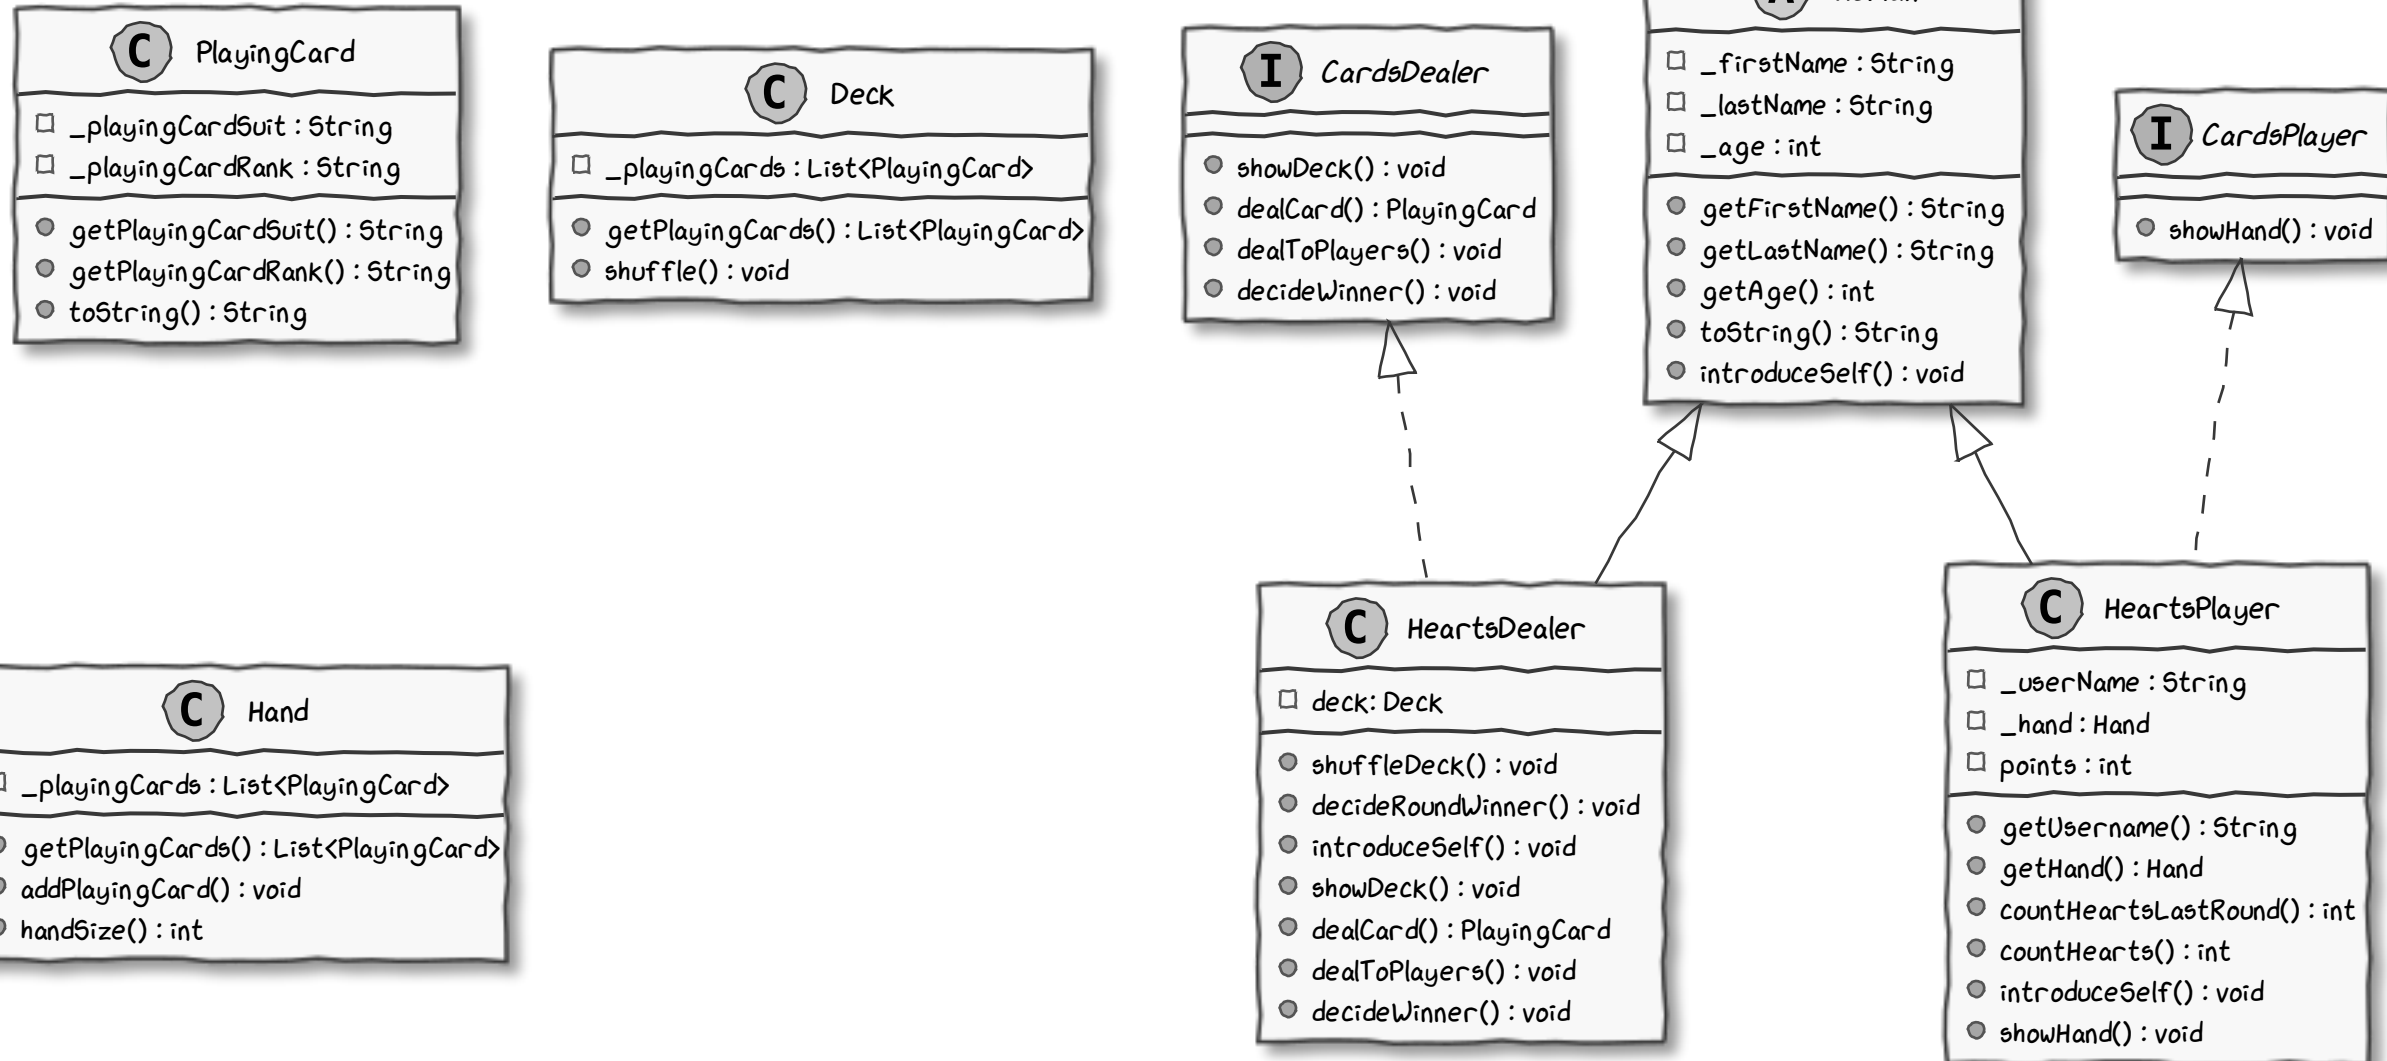 C PlayingCard
_playingCardSuit : String
_playingCardRank : String
getPlayingCardSuit() : String
getPlayingCardRank() : String
toString() : String
C Deck
_playingCards : List<PlayingCard>
getPlayingCards() : List<PlayingCard>
shuffle() : void
I CardsDealer
showDeck() : void
dealCard() : PlayingCard
dealToPlayers() : void
decideWinner() : void
_firstName : String
_lastName : String
_age : int
getFirstName() : String
getLastName() : String
getAge() : int
toString() : String
introduceSelf() : void
I CardsPlayer
showHand() : void
C Hand
_playingCards : List<PlayingCard>
getPlayingCards() : List<PlayingCard>
addPlayingCard() : void
handSize() : int
C HeartsDealer
deck: Deck
shuffleDeck() : void
decideRoundWinner() : void
introduceSelf() : void
showDeck() : void
dealCard() : PlayingCard
dealToPlayers() : void
decideWinner() : void
C HeartsPlayer
_userName : String
_hand : Hand
points : int
getUsername() : String
getHand() : Hand
countHeartsLastRound() : int
countHearts() : int
introduceSelf() : void
showHand() : void